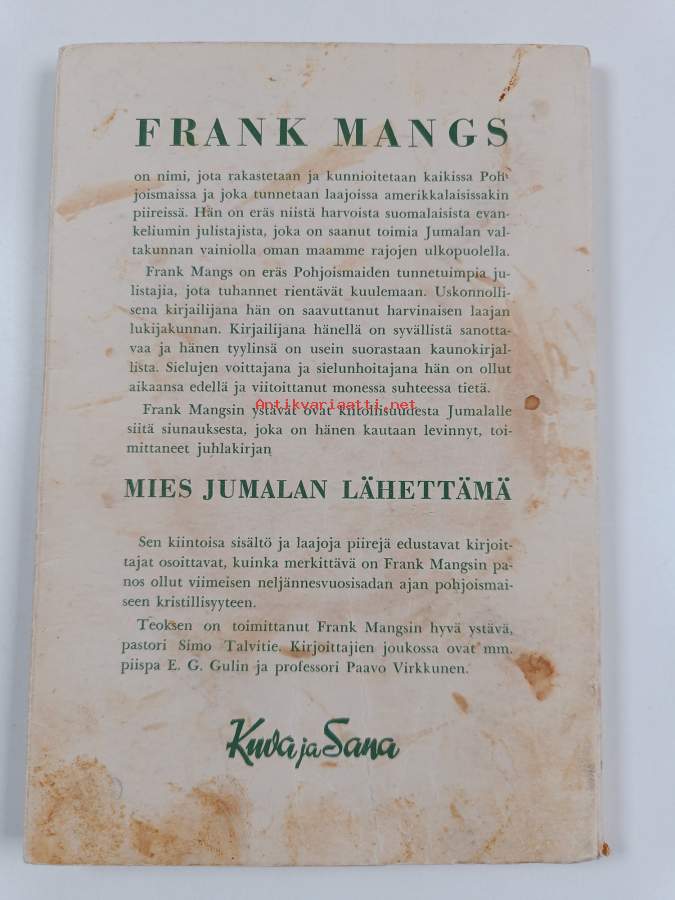 FRANK MANGS
on nimi, jota rakastetaan ja kunnioitetaan kaikissa Poh-
joismaissa ja joka tunnetaan laajoissa amerikkalaisissakin
piireissä. Hän on eräs niistä harvoista suomalaisista evan-
keliumin julistajista, joka on saanut toimia Jumalan val-
takunnan vainiolla oman maamme rajojen ulkopuolella.
Frank Mangs on eräs Pohjoismaiden tunnetuimpia ju-
listajia, jota tuhannet rientävät kuulemaan. Uskonnolli-
sena kirjailijana hän on saavuttanut harvinaisen laajan
lukijakunnan. Kirjailijana hänellä on syvällistä sanotta-
vaa ja hänen tyylinsä on usein suorastaan kaunokirjal-
lista. Sielujen voittajana ja sielunhoitajana hän on ollut
aikaansa edellä ja viitoittanut monessa suhteessa tietä.
Antikvariaatti.net
Frank Mangsin ystävät ovat kiitollisuudesta Jumalalle
siitä siunauksesta, joka on hänen kauttaan levinnyt, toi-
mittaneet juhlakirjan
MIES JUMALAN LÄHETTÄMÄ
Sen kiintoisa sisältö ja laajoja piirejä edustavat kirjoit-
tajat osoittavat, kuinka merkittävä on Frank Mangsin pa-
nos ollut viimeisen neljännesvuosisadan ajan pohjoismai-
seen kristillisyyteen.
Teoksen on toimittanut Frank Mangsin hyvä ystävä,
pastori Simo Talvitie. Kirjoittajien joukossa ovat mm.
piispa E. G. Gulin ja professori Paavo Virkkunen.
Kuva ja Sana